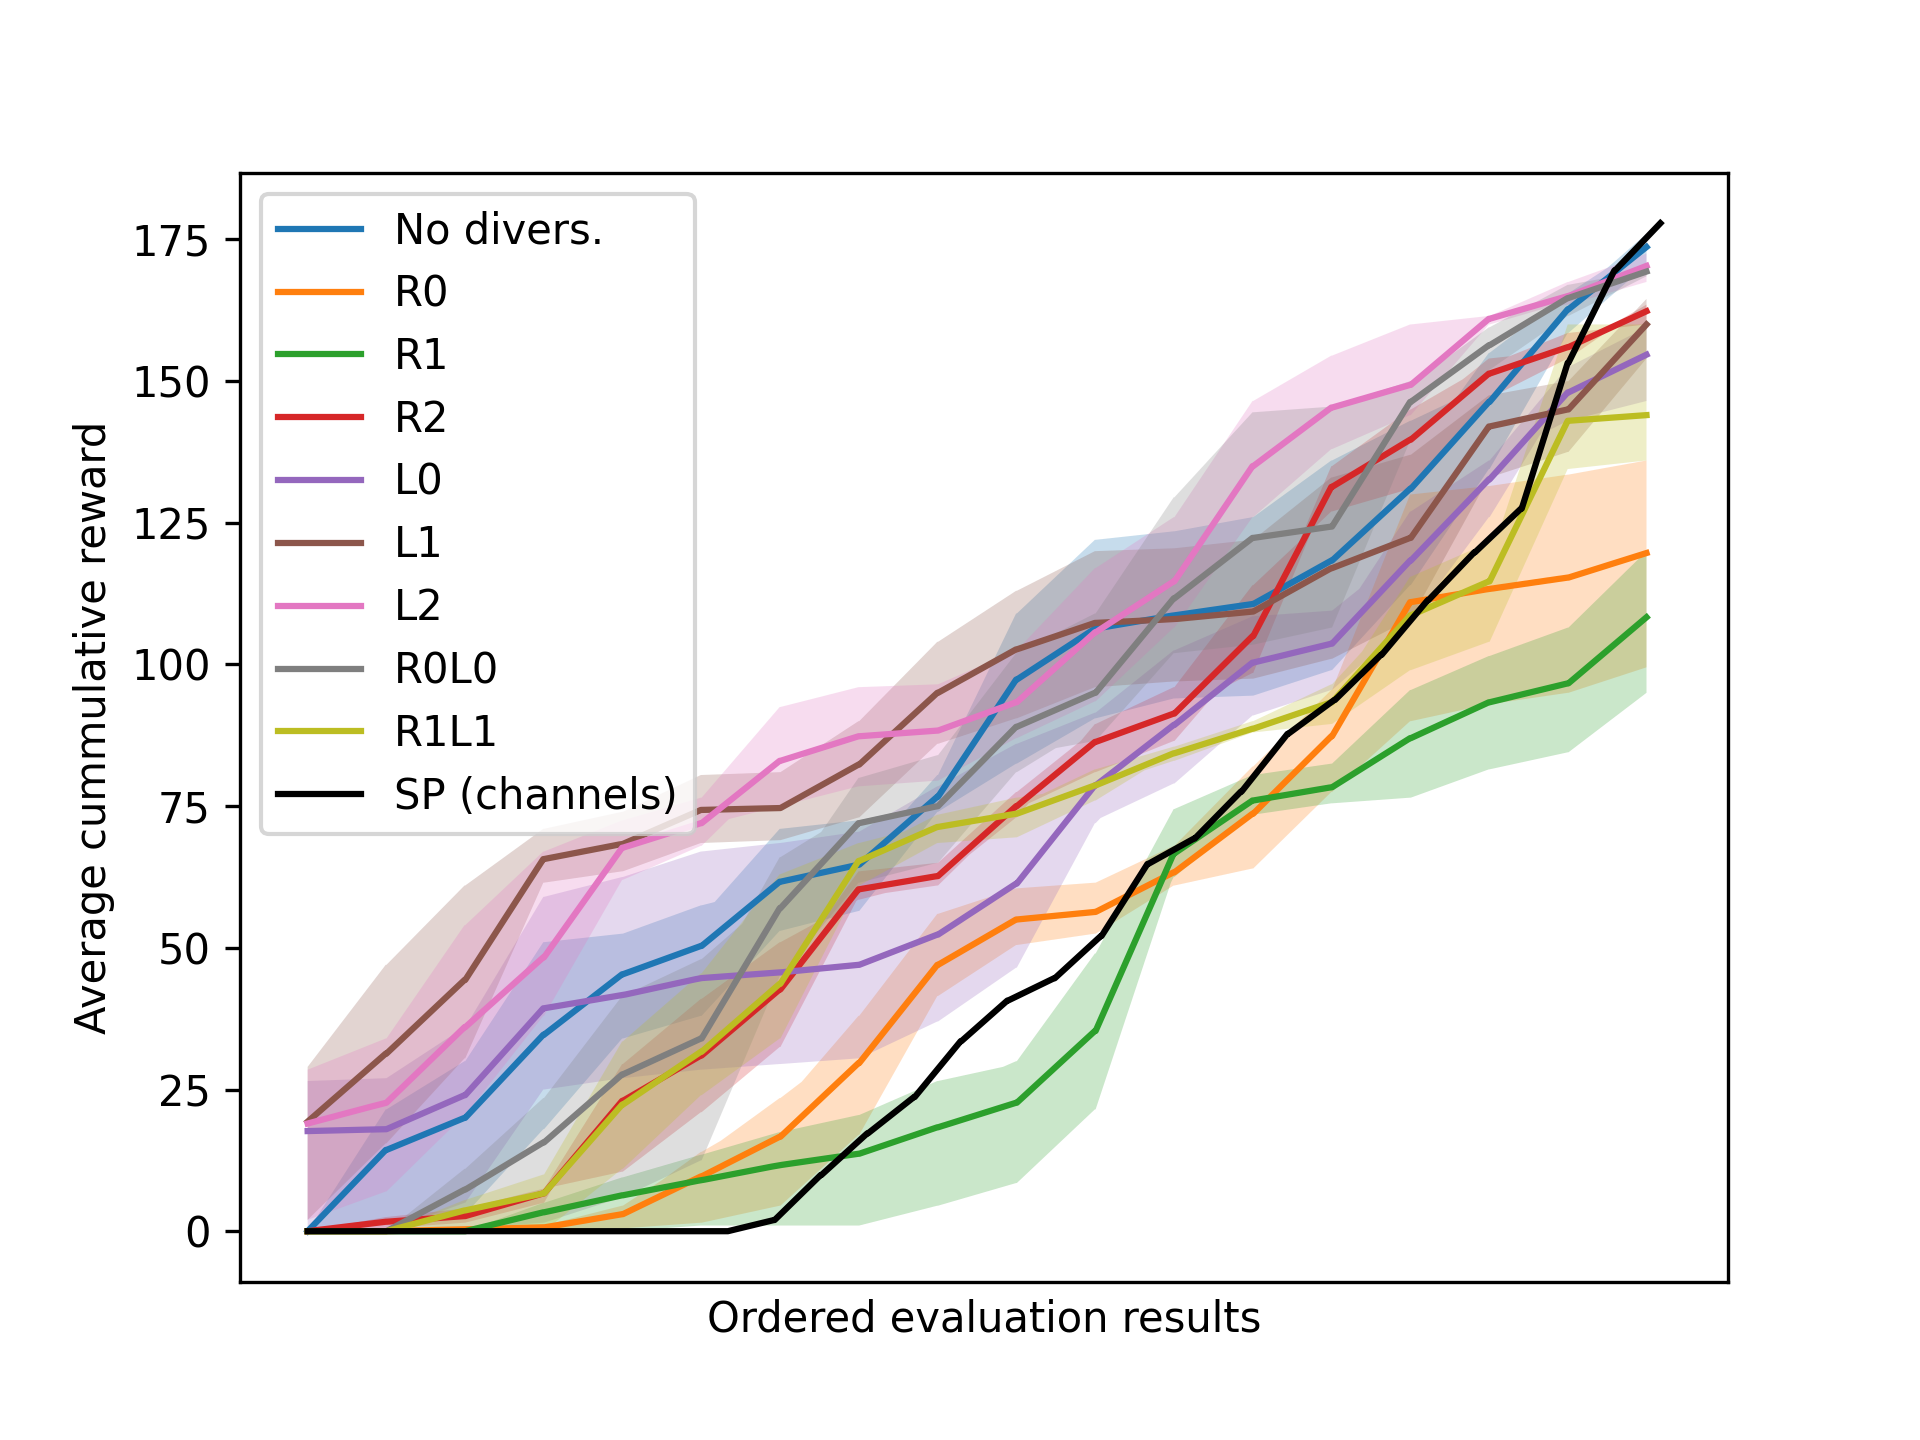 No divers.
R0
R1
R2
L0
L1
L2
R0L0
R1L1
SP (channels)
175
150
125
100
75
50
25
0
Average cummulative reward
Ordered evaluation results